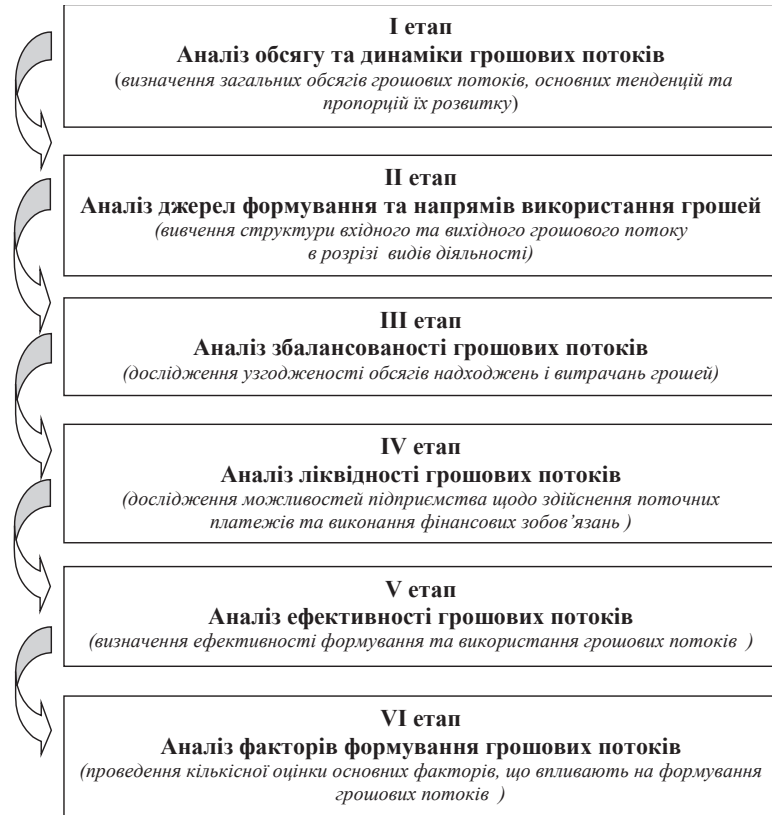 І етап
Аналіз обсягу та динаміки грошових потоків
(визначення загальних обсягів грошових потоків, основних тенденцій та
пропорцій їх розвитку)
ІІ етап
Аналіз джерел формування та напрямів використання грошей
(вивчення структури вхідного та вихідного грошового потоку
в розрізі видів діяльності)
ІІІ етап
Аналіз збалансованості грошових потоків
(дослідження узгодженості обсягів надходжень і витрачань грошей)
IV етап
Аналіз ліквідності грошових потоків
(дослідження можливостей підприємства щодо здійснення поточних
платежів та виконання фінансових зобов’язань )
V етап
Аналіз ефективності грошових потоків
(визначення ефективності формування та використання грошових потоків )
VI етап
Аналіз факторів формування грошових потоків
(проведення кількісної оцінки основних факторів, що впливають на формування
грошових потоків )